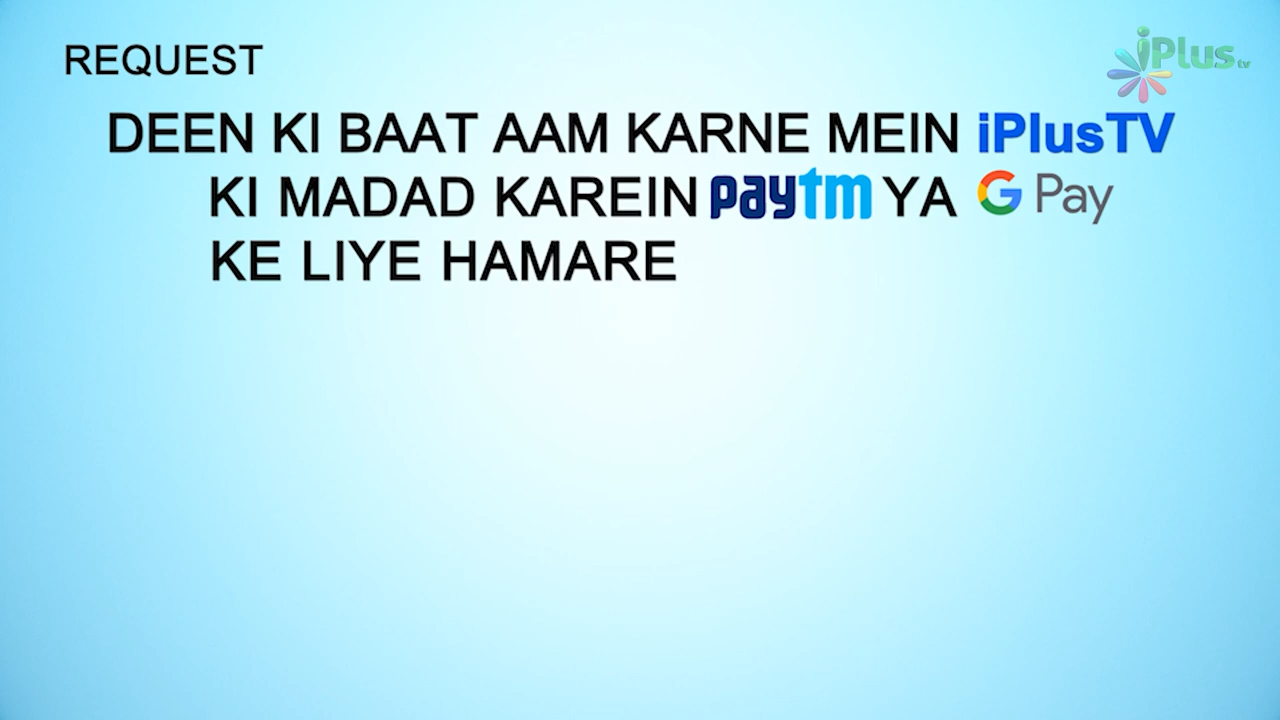 REQUEST
iPlus tv
DEEN KI BAAT AAM KARNE MEIN iPlusTV
KI MADAD KAREIN paytm YA G Pay
KE LIYE HAMARE